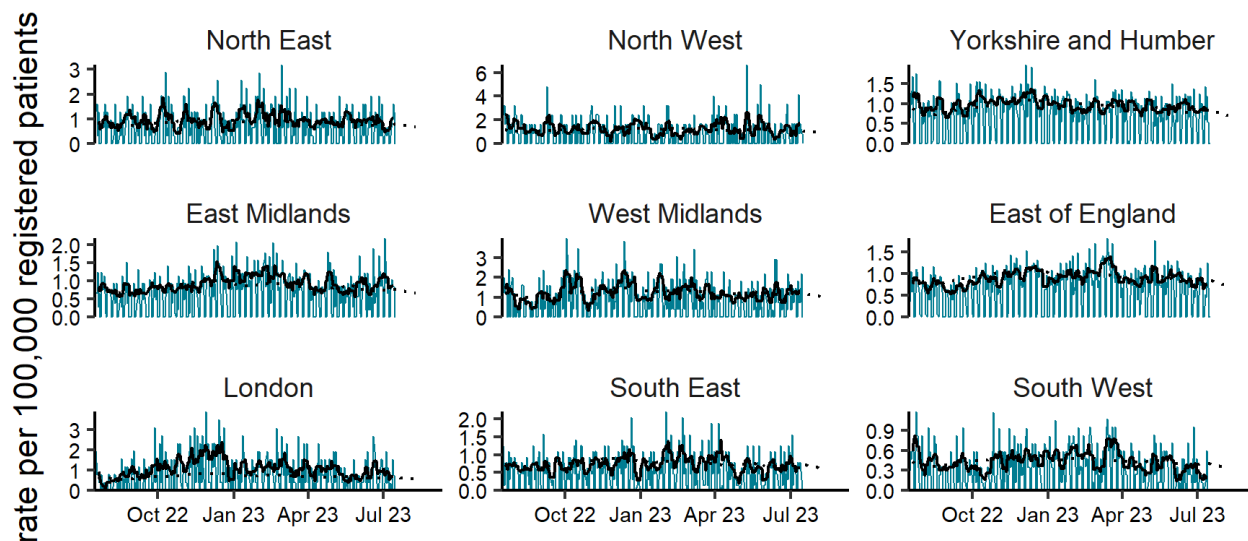 rate per 100,000 registered patients
North East
3
2
1
0
North West
6
4
2
0
Yorkshire and Humber
1.5
1.0
0.5
0.0
East Midlands
2.0
1.5
1.0
0.5
0.0
West Midlands
3
2
1
0
East of England
1.5
1.0
0.5
0.0
London
3
2
1
0
Oct 22 Jan 23 Apr 23 Jul 23
South East
2.0
1.5
1.0
0.5
0.0
Oct 22 Jan 23 Apr 23 Jul 23
South West
0.9
0.6
0.3
0.0
Oct 22 Jan 23 Apr 23 Jul 23